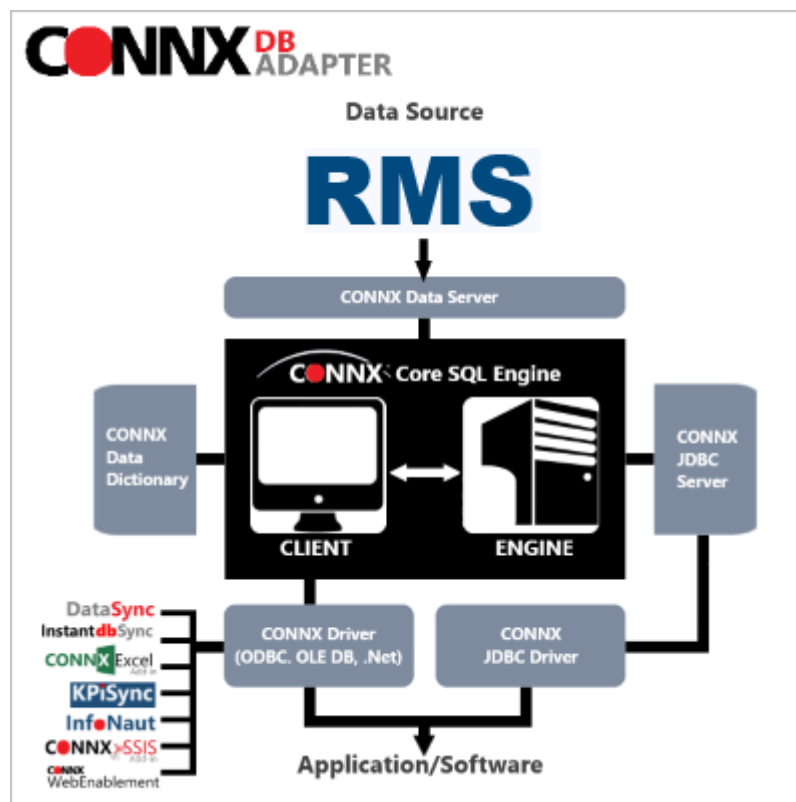 CONNX DB
ADAPTER
Data Source
RMS
CONNX Data Server
CONNX Core SQL Engine
CONNX
Data
Dictionary
CONNX
JDBC
Server
CLIENT
ENGINE
DataSync
InstantdbSync
CONNX Excel
Add-in
KPiSync
InfoNaut
CONNX SSIS
Add-in
CONNX
WebEnablement
CONNX Driver
(ODBC. OLE DB, .Net)
CONNX
JDBC Driver
Application/Software